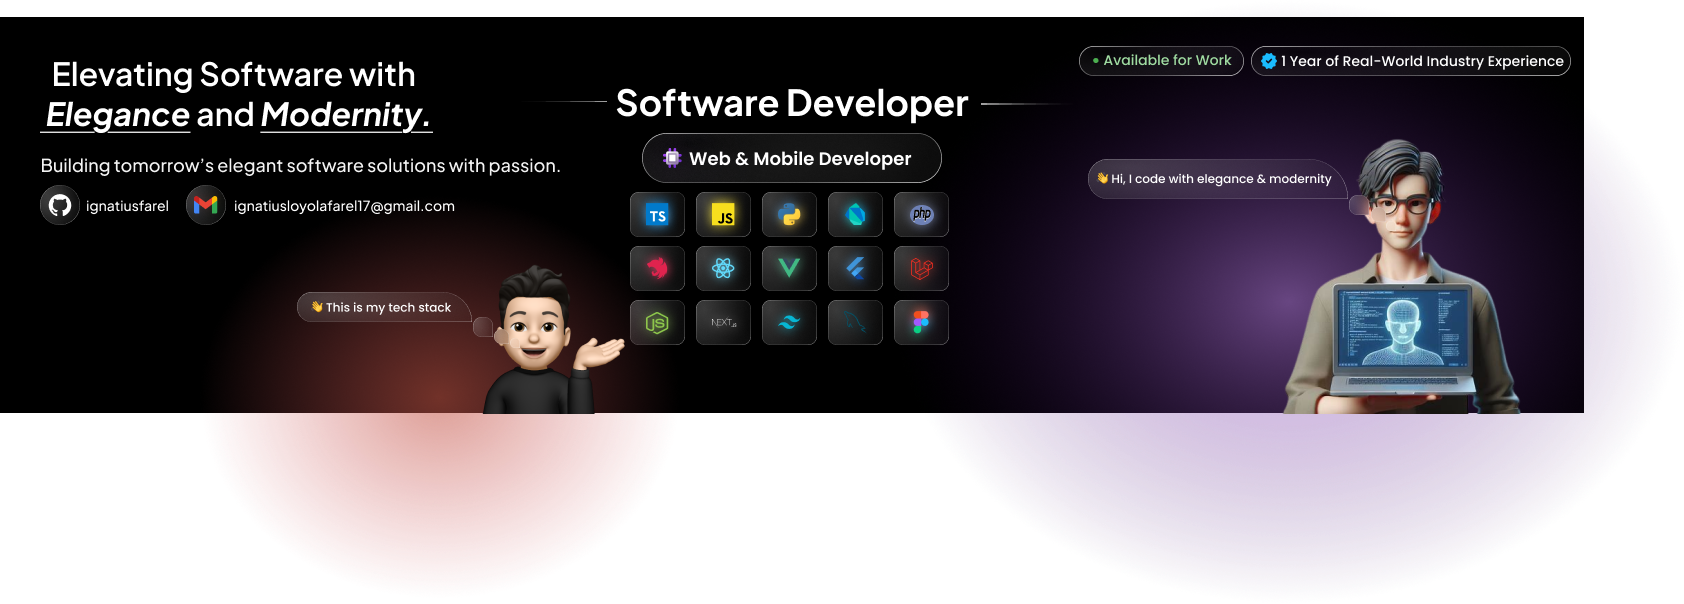 Elevating Software with
Elegance and Modernity.
Building tomorrow's elegant software solutions with passion.
ignatiusfarel
ignatiusloyolafarel17@gmail.com
👋 This is my tech stack
Software Developer
Web & Mobile Developer
TS
JS
php
JS
NEXT.JS
• Available for Work
1 Year of Real-World Industry Experience
👋 Hi, I code with elegance & modernity